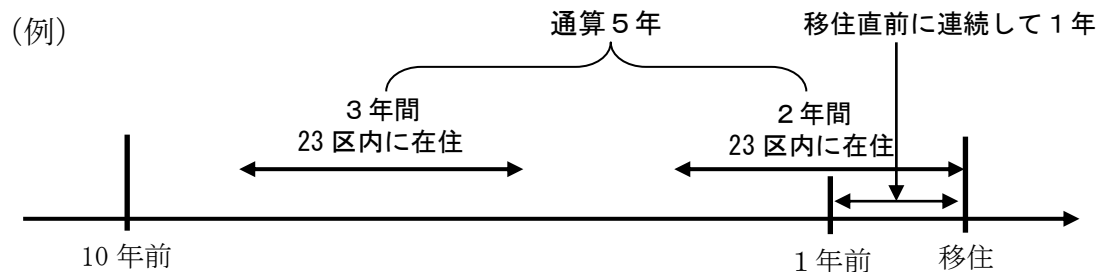 （例）
通算５年
移住直前に連続して１年
３年間
23 区内に在住
２年間
23 区内に在住
10 年前
１年前
移住